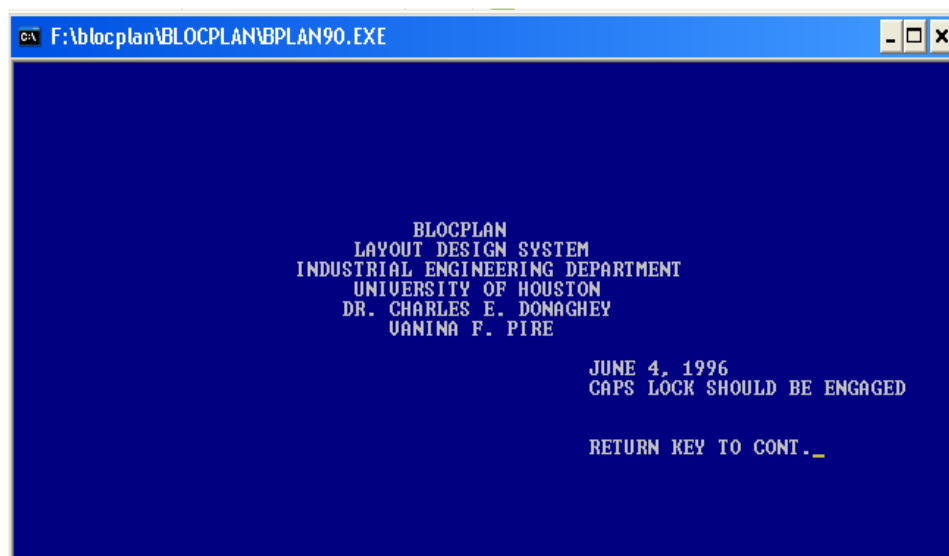 F:\blocplan\BLOCPLAN\BPLAN90.EXE
BLOCPLAN
LAYOUT DESIGN SYSTEM
INDUSTRIAL ENGINEERING DEPARTMENT
UNIVERSITY OF HOUSTON
DR. CHARLES E. DONAGHEY
VANINA F. PIRE
JUNE 4, 1996
CAPS LOCK SHOULD BE ENGAGED
RETURN KEY TO CONT._